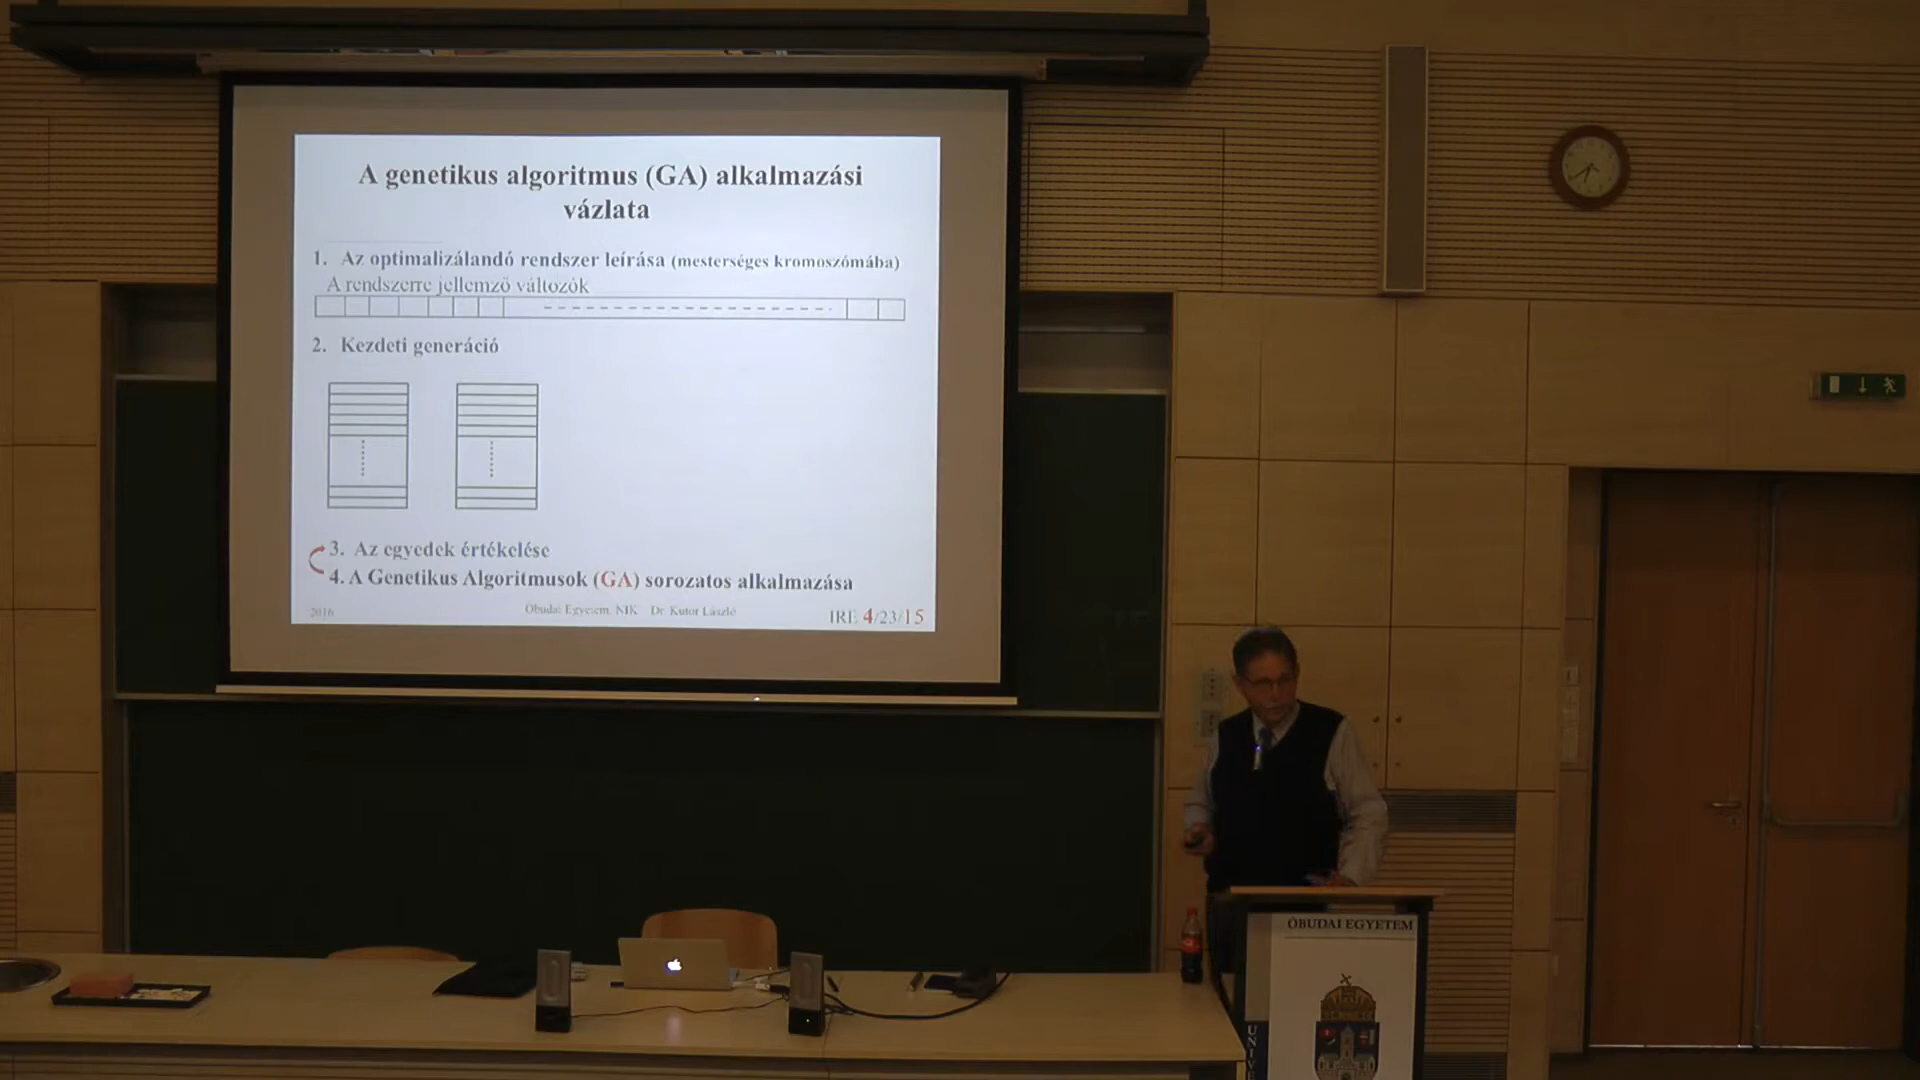 A genetikus algoritmus (GA) alkalmazási
vázlata
1. Az optimalizálandó rendszer leírása (mesterséges kromoszómába)
A rendszerre jellemző változók
2. Kezdeti generáció
3. Az egyedek értékelése
4. A Genetikus Algoritmusok (GA) sorozatos alkalmazása
2016
Óbudai Egyetem, NIK Dr. Kutor László
IRE 4/23/15
ÓBUDAI EGYETEM
UNIVE